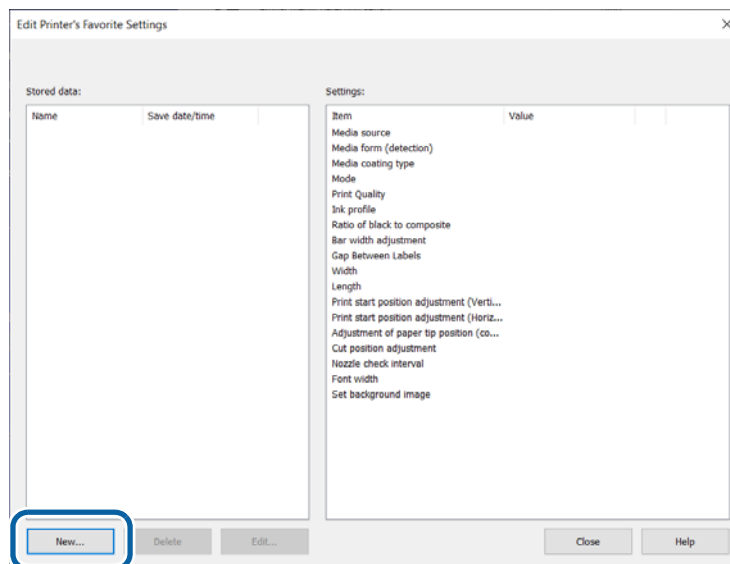 Edit Printer's Favorite Settings
Stored data:
Name Save date/time
Settings:
Item Value
Media source
Media form (detection)
Media coating type
Mode
Print Quality
Ink profile
Ratio of black to composite
Bar width adjustment
Gap Between Labels
Width
Length
Print start position adjustment (Verti...
Print start position adjustment (Horiz...
Adjustment of paper tip position (co...
Cut position adjustment
Nozzle check interval
Font width
Set background image
New... Delete Edit... Close Help